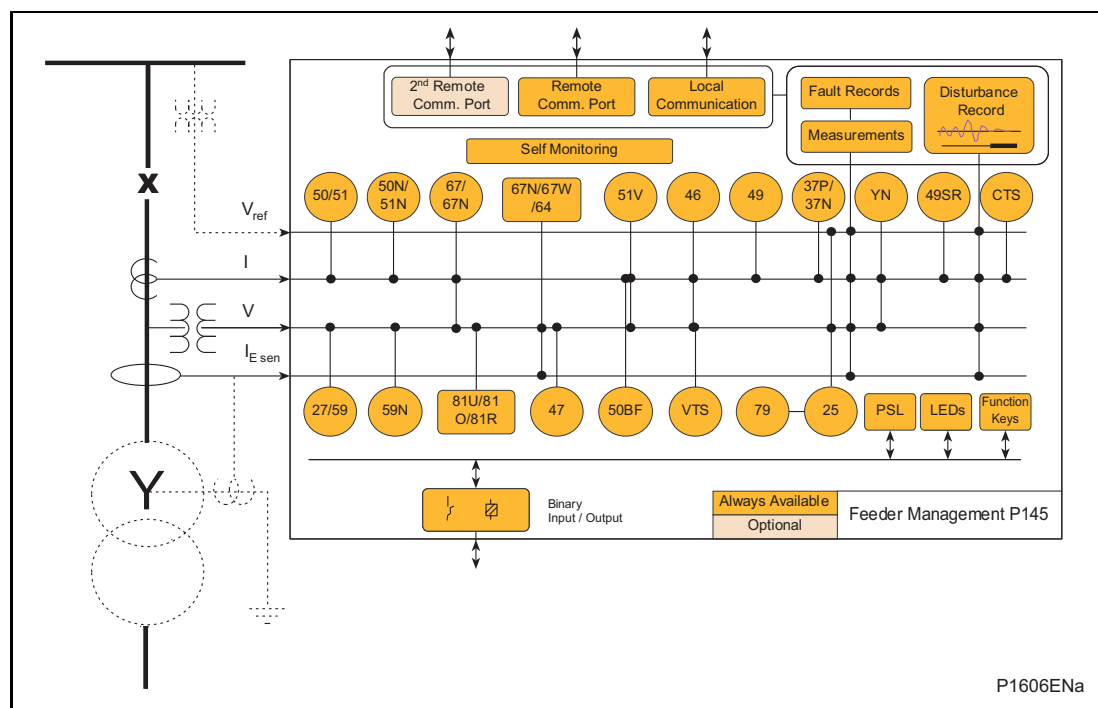 2nd Remote
Comm. Port
Remote
Comm. Port
Local
Communication
Fault Records
Measurements
Disturbance
Record
Self Monitoring
50/51
50N/
51N
67/
67N
67N/67W
/64
51V
46
49
37P/
37N
YN
49SR
CTS
Vref
I
V
IE sen
X
27/59
59N
81U/81
O/81R
47
50BF
VTS
79
25
PSL
LEDs
Function
Keys
Y
Binary
Input / Output
Always Available
Optional
Feeder Management P145
P1606ENa